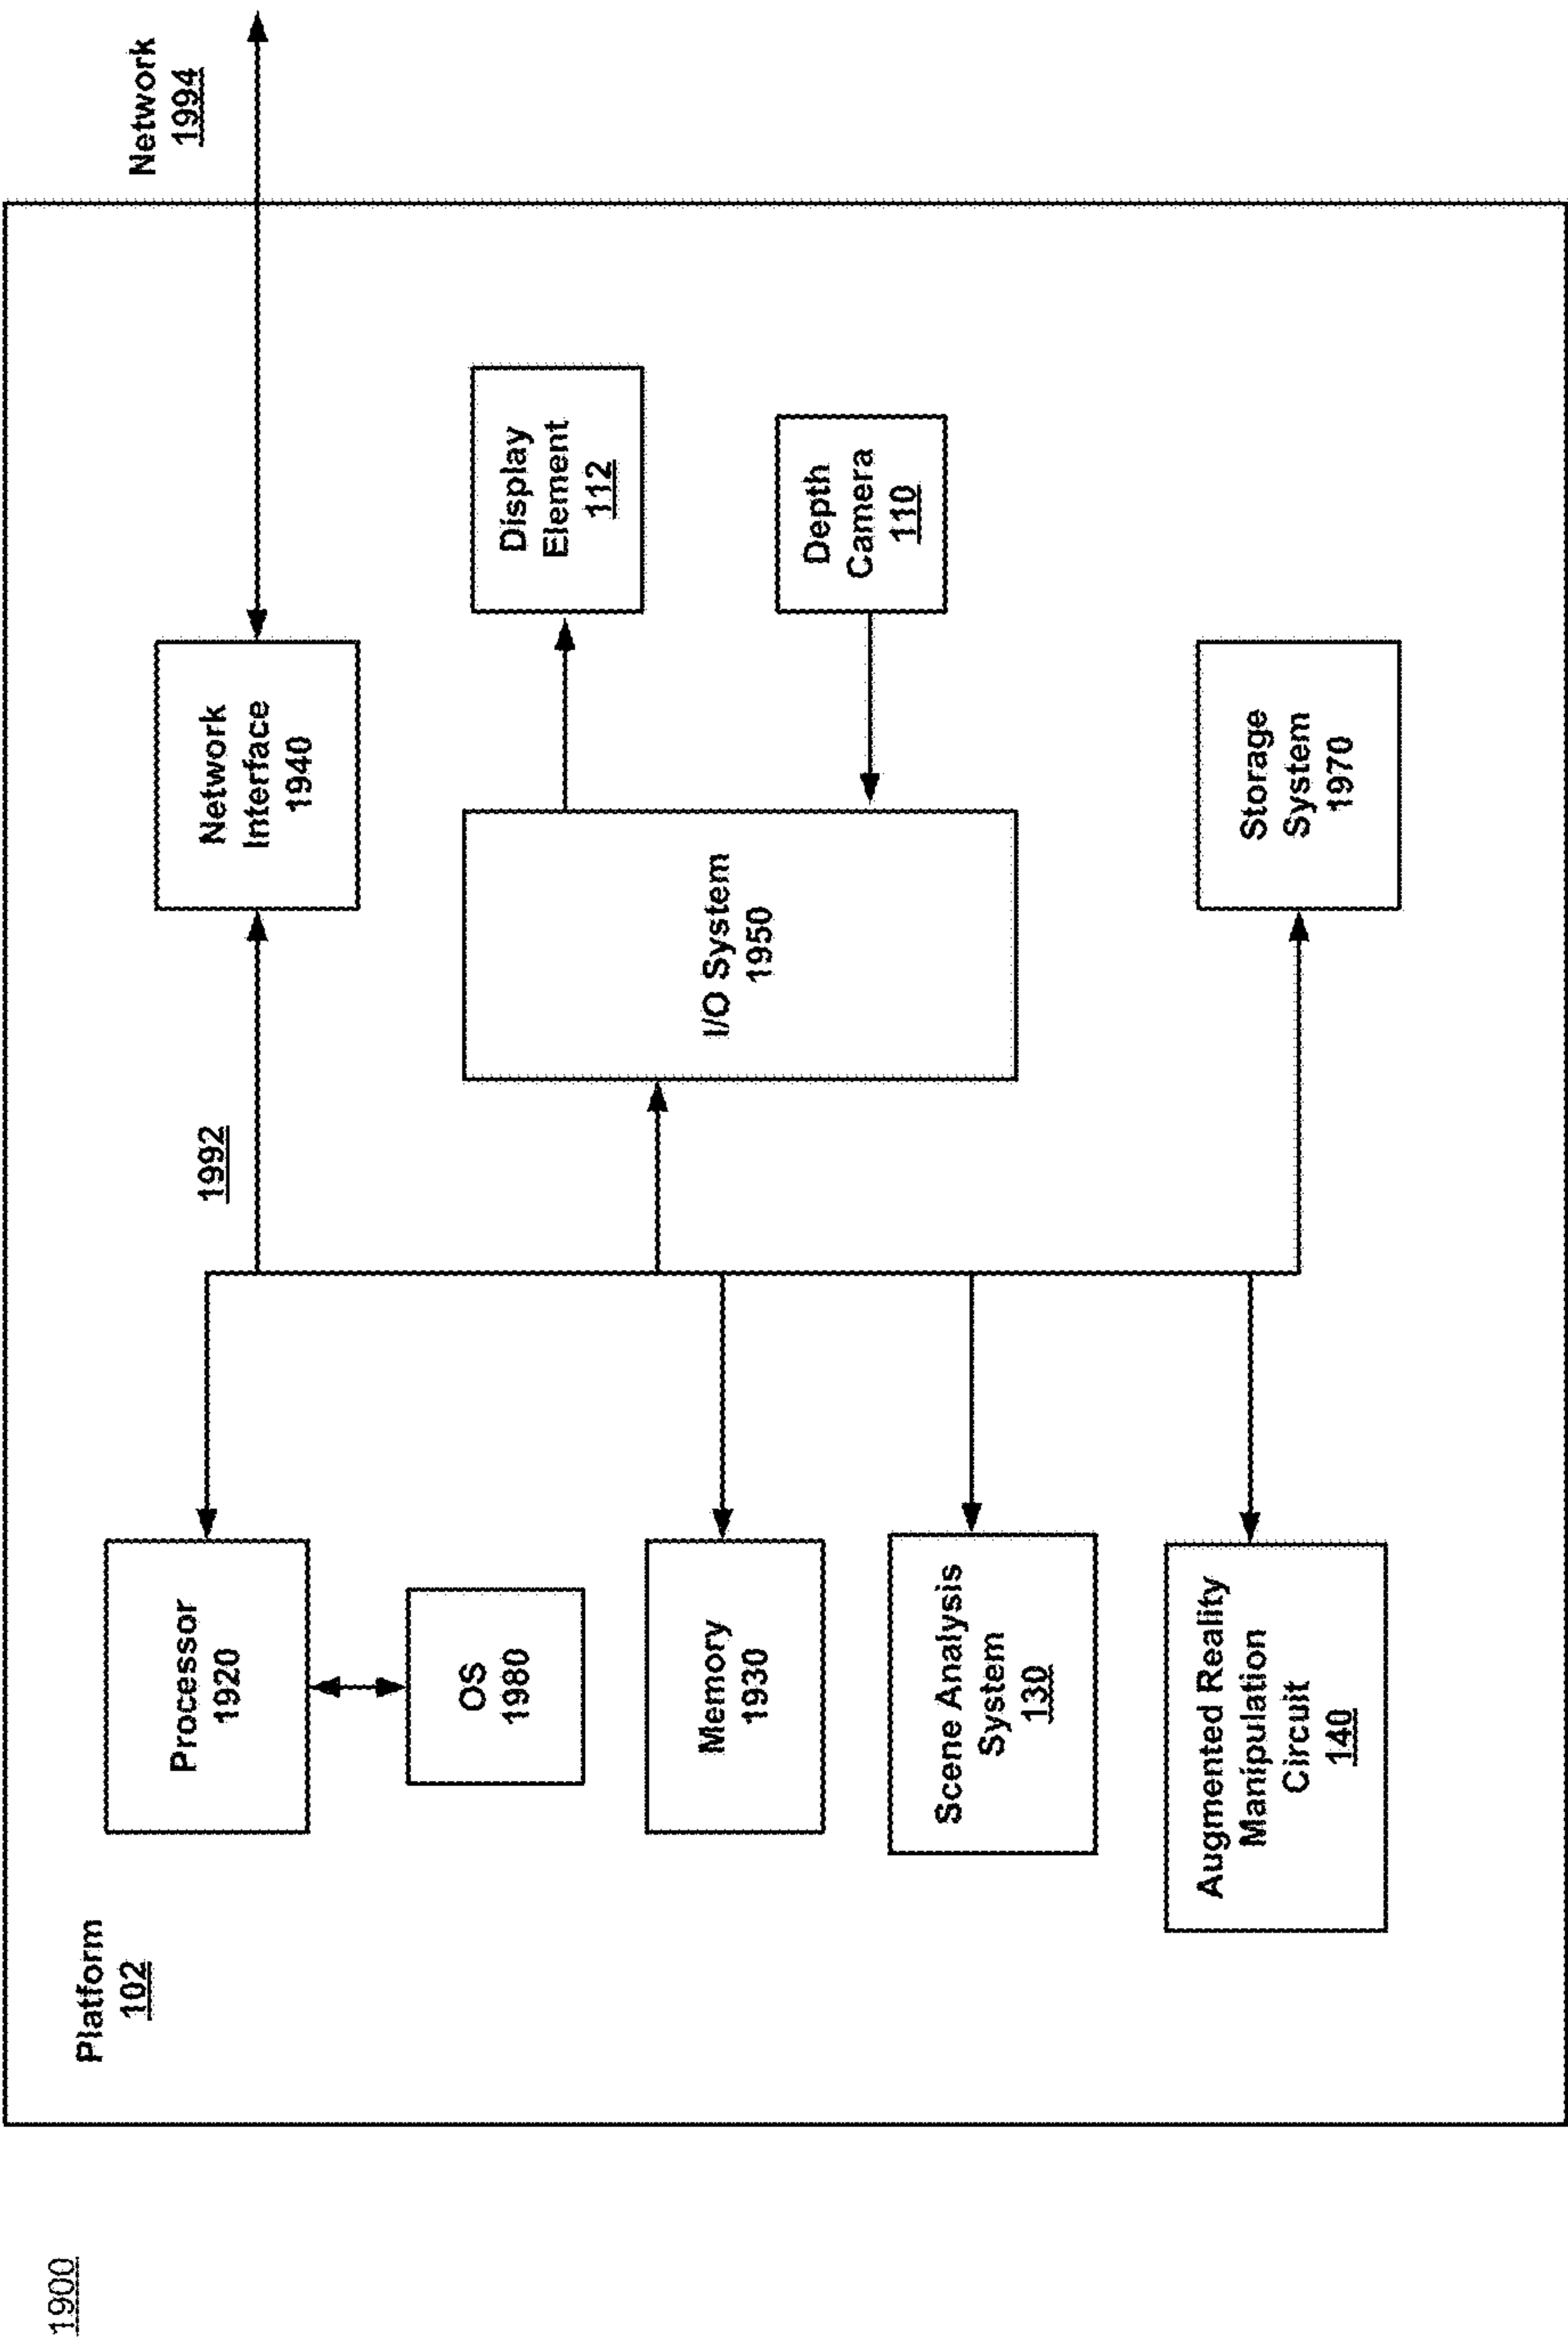 1900
Platform
102
Processor
1920
OS
1980
Memory
1930
Scene Analysis
System
130
Augmented Reality
Manipulation
Circuit
140
1992
Network
Interface
1940
I/O System
1950
Storage
System
1970
Display
Element
112
Depth
Camera
110
Network
1994